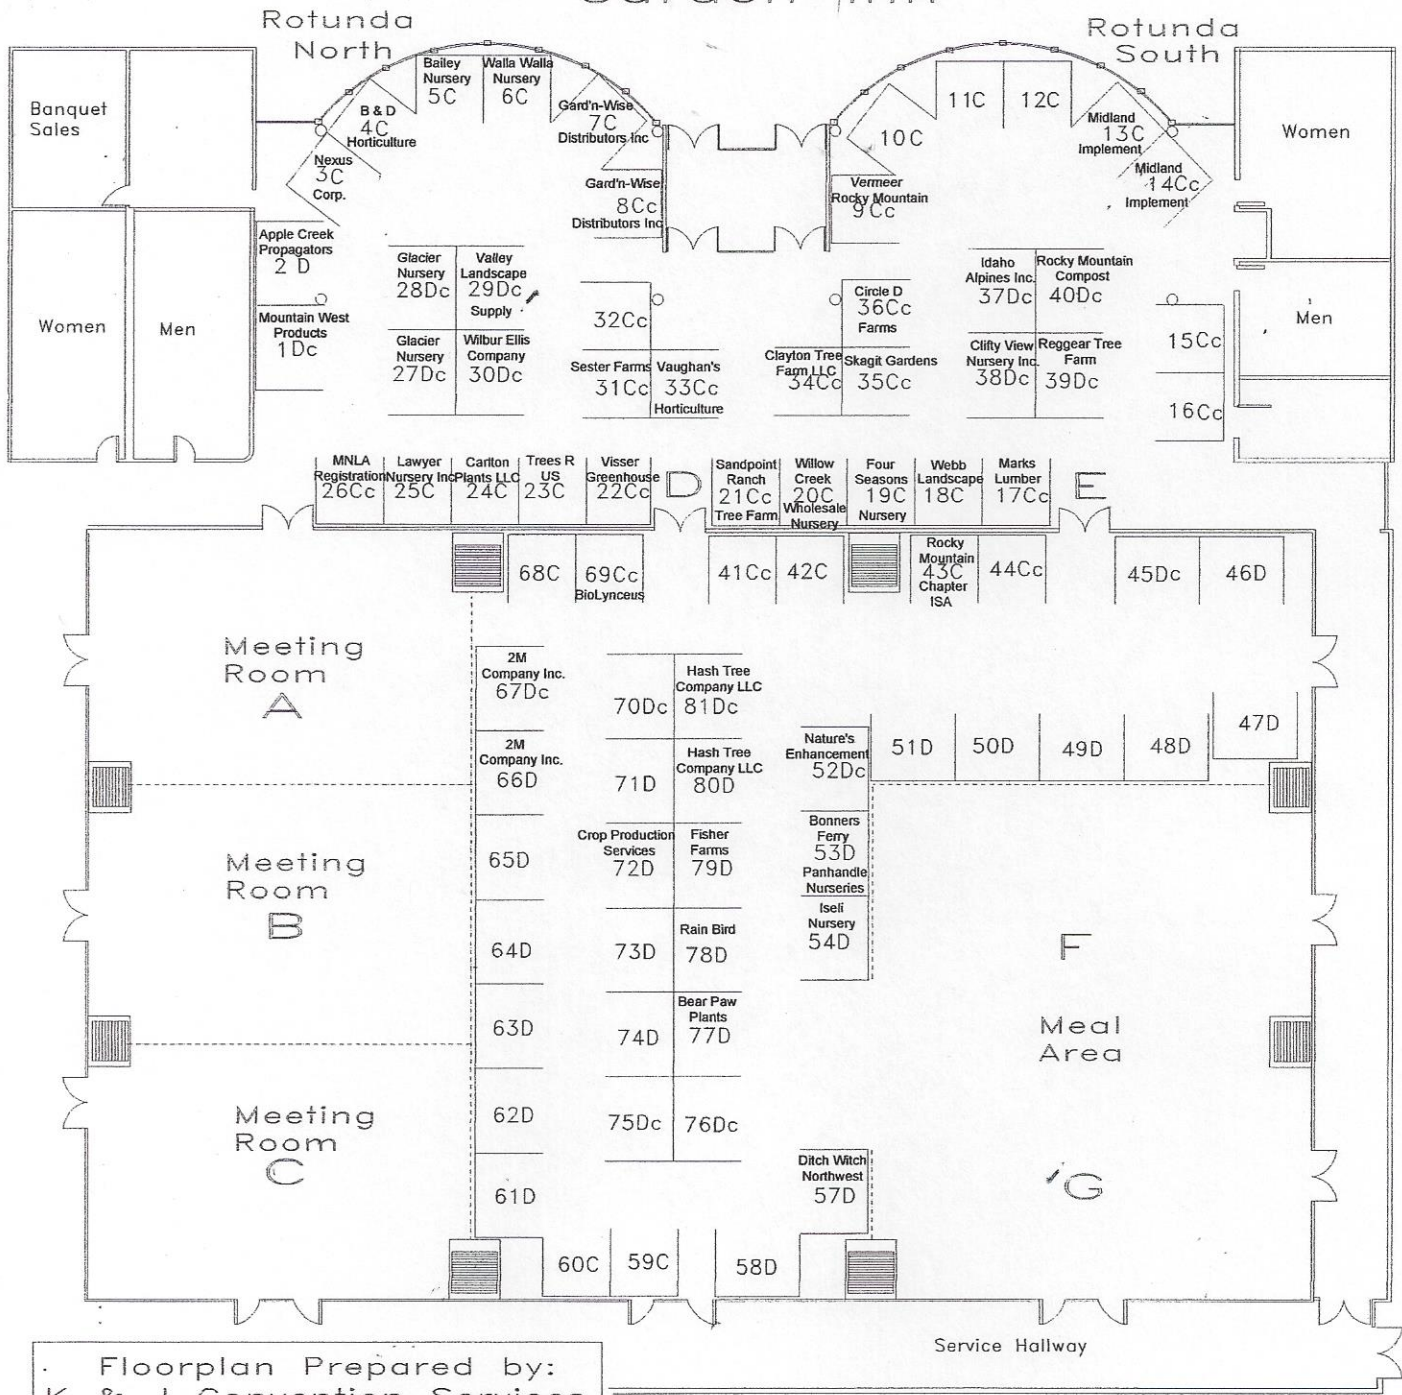 Garden Inn
Rotunda
North
Rotunda
South
Banquet
Sales
Women
Men
Women
Men
Bailey
Nursery
5C
Walla Walla
Nursery
6C
B & D
4C
Horticulture
Gard'n-Wise
7C
Distributors Inc
Nexus
3C
Corp.
Gard'n-Wise
8Cc
Distributors Inc
Apple Creek
Propagators
2 D
Mountain West
Products
1Dc
11C
12C
10C
Midland
13C
Implement
Midland
14Cc
Implement
Vermeer
Rocky Mountain
9Cc
Glacier
Nursery
28Dc
Valley
Landscape
29Dc
Supply
Glacier
Nursery
27Dc
Wilbur Ellis
Company
30Dc
32Cc
Sester Farms
31Cc
Vaughan's
33Cc
Horticulture
Circle D
36Cc
Farms
Clayton Tree
Farm LLC
34Cc
Skagit Gardens
35Cc
Idaho
Alpines Inc.
37Dc
Rocky Mountain
Compost
40Dc
Clifty View
Nursery Inc.
38Dc
Reggear Tree
Farm
39Dc
15Cc
16Cc
MNLA
Registration
26Cc
Lawyer
Nursery Inc
25C
Carlton
Plants LLC
24C
Trees R
US
23C
Visser
Greenhouse
22Cc
D
Sandpoint
Ranch
21Cc
Tree Farm
Willow
Creek
20C
Wholesale
Nursery
Four
Seasons
19C
Nursery
Webb
Landscape
18C
Marks
Lumber
17Cc
E
68C
69Cc
BioLynceus
41Cc
42C
Rocky
Mountain
43C
Chapter
ISA
44Cc
45Dc
46D
Meeting
Room
A
2M
Company Inc.
67Dc
70Dc
Hash Tree
Company LLC
81Dc
2M
Company Inc.
66D
71D
Hash Tree
Company LLC
80D
Nature's
Enhancement
52Dc
51D
50D
49D
48D
47D
Meeting
Room
B
65D
Crop Production
Services
72D
Fisher
Farms
79D
Bonners
Ferry
53D
Panhandle
Nurseries
64D
73D
Rain Bird
78D
Iseli
Nursery
54D
F
63D
74D
Bear Paw
Plants
77D
Meal
Area
Meeting
Room
C
62D
75Dc
76Dc
61D
Ditch Witch
Northwest
57D
G
60C
59C
58D
Service Hallway
Floorplan Prepared by:
K & J Convention Services